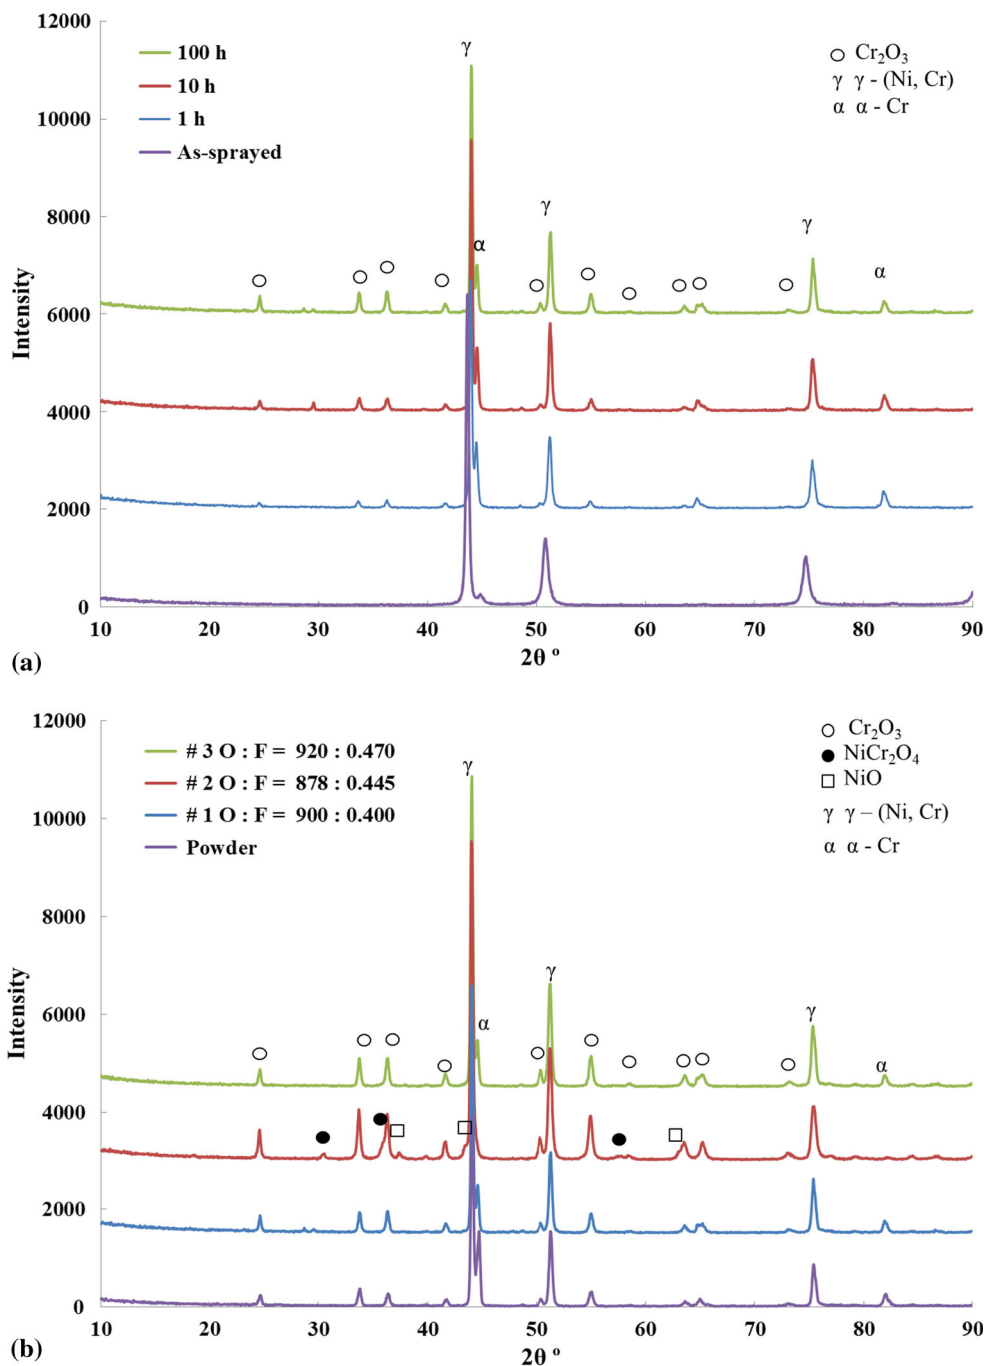 12000
10000
8000
6000
4000
2000
0
Intensity
100 h
10 h
1 h
As-sprayed
γ
α
γ
γ
α
Cr₂O₃
γ γ - (Ni, Cr)
α α - Cr
10 20 30 40 50 60 70 80 90
2θ º
(a)
12000
10000
8000
6000
4000
2000
0
Intensity
# 3 O : F = 920 : 0.470
# 2 O : F = 878 : 0.445
# 1 O : F = 900 : 0.400
Powder
γ
α
γ
γ
α
Cr₂O₃
NiCr₂O₄
NiO
γ γ – (Ni, Cr)
α α - Cr
10 20 30 40 50 60 70 80 90
2θ º
(b)